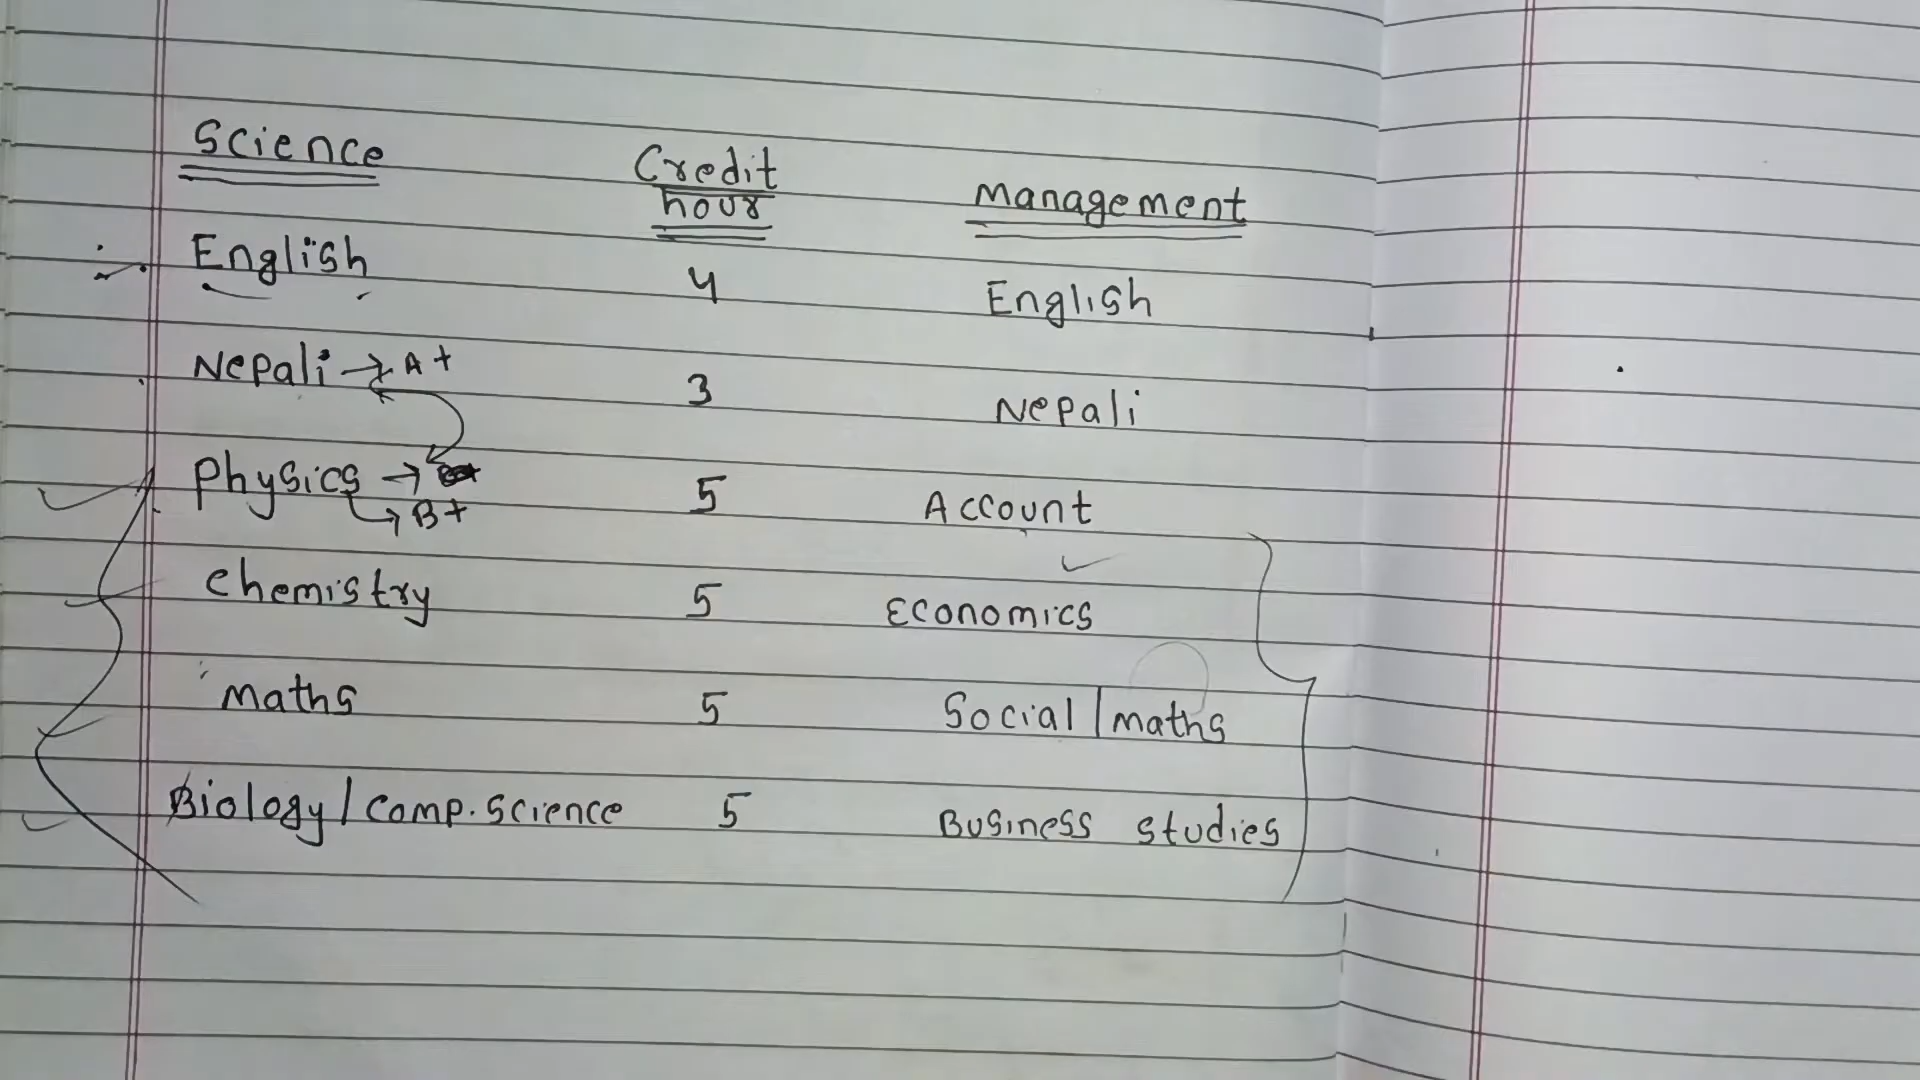 Science Credit hour Management
English 4 English
Nepali → A+ 3 Nepali
Physics → 5 Account
→ B+
Chemistry 5 Economics
Maths 5 Social | maths
Biology / Comp. Science 5 Business studies